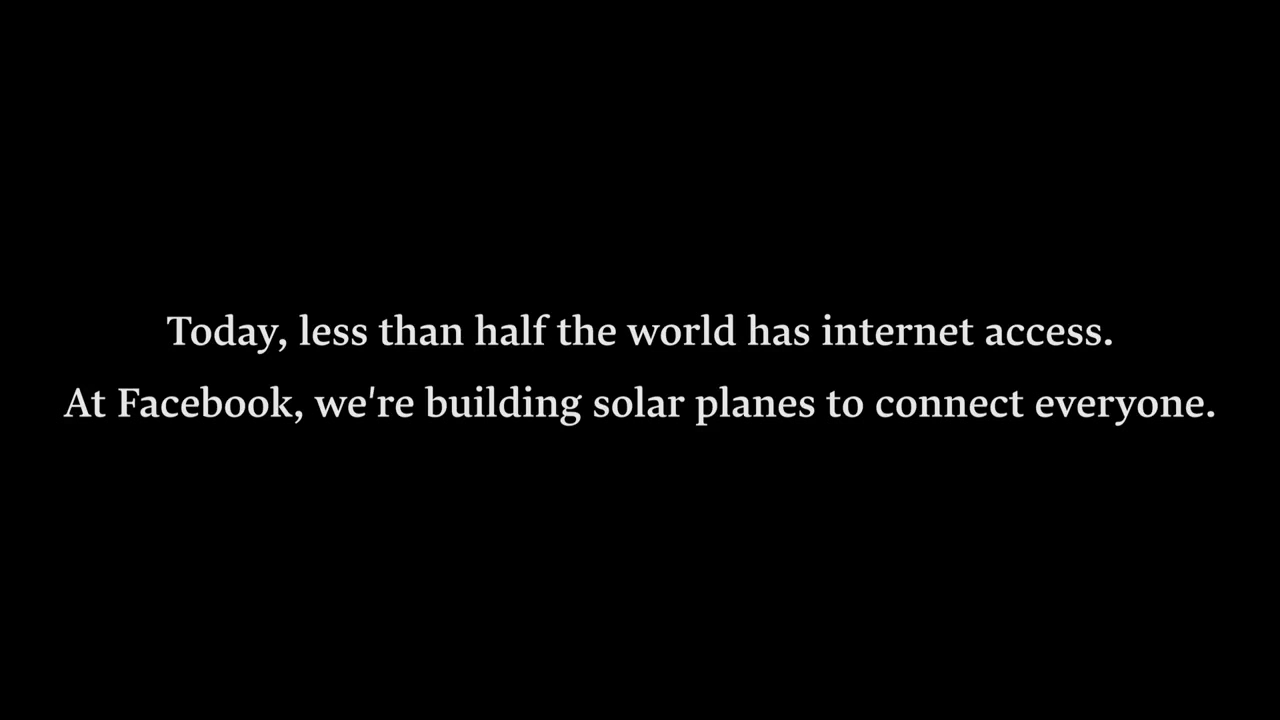 Today, less than half the world has internet access.
At Facebook, we're building solar planes to connect everyone.